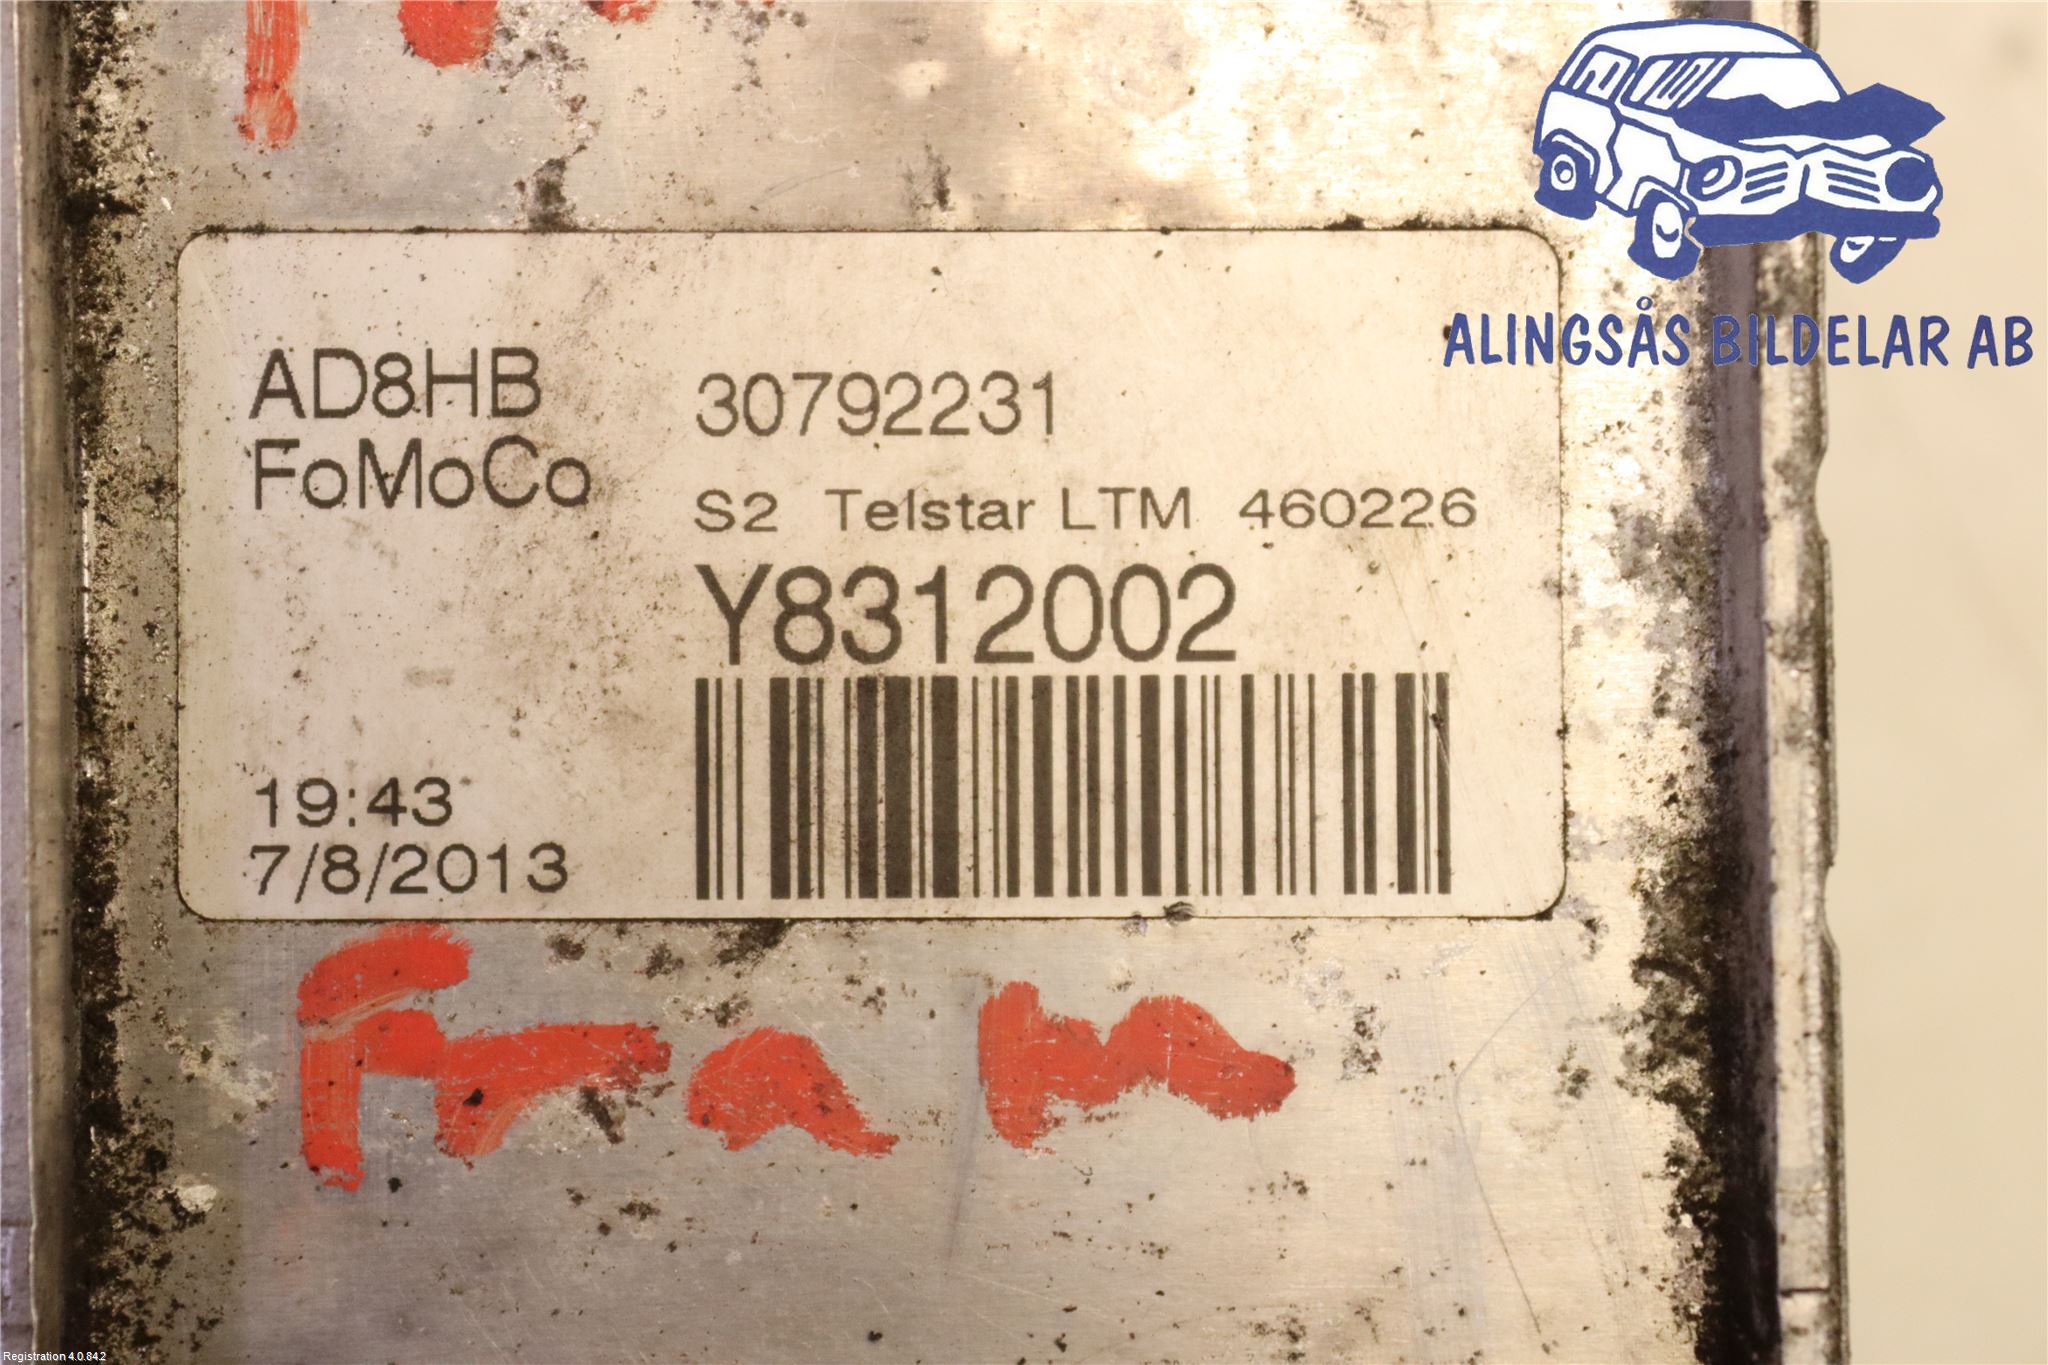 ALINGSÅS BILDELAR AB
AD8HB
FoMoCo
30792231
S2 Telstar LTM 460226
Y8312002
19:43
7/8/2013
Fram
Registration 4.0.84.2